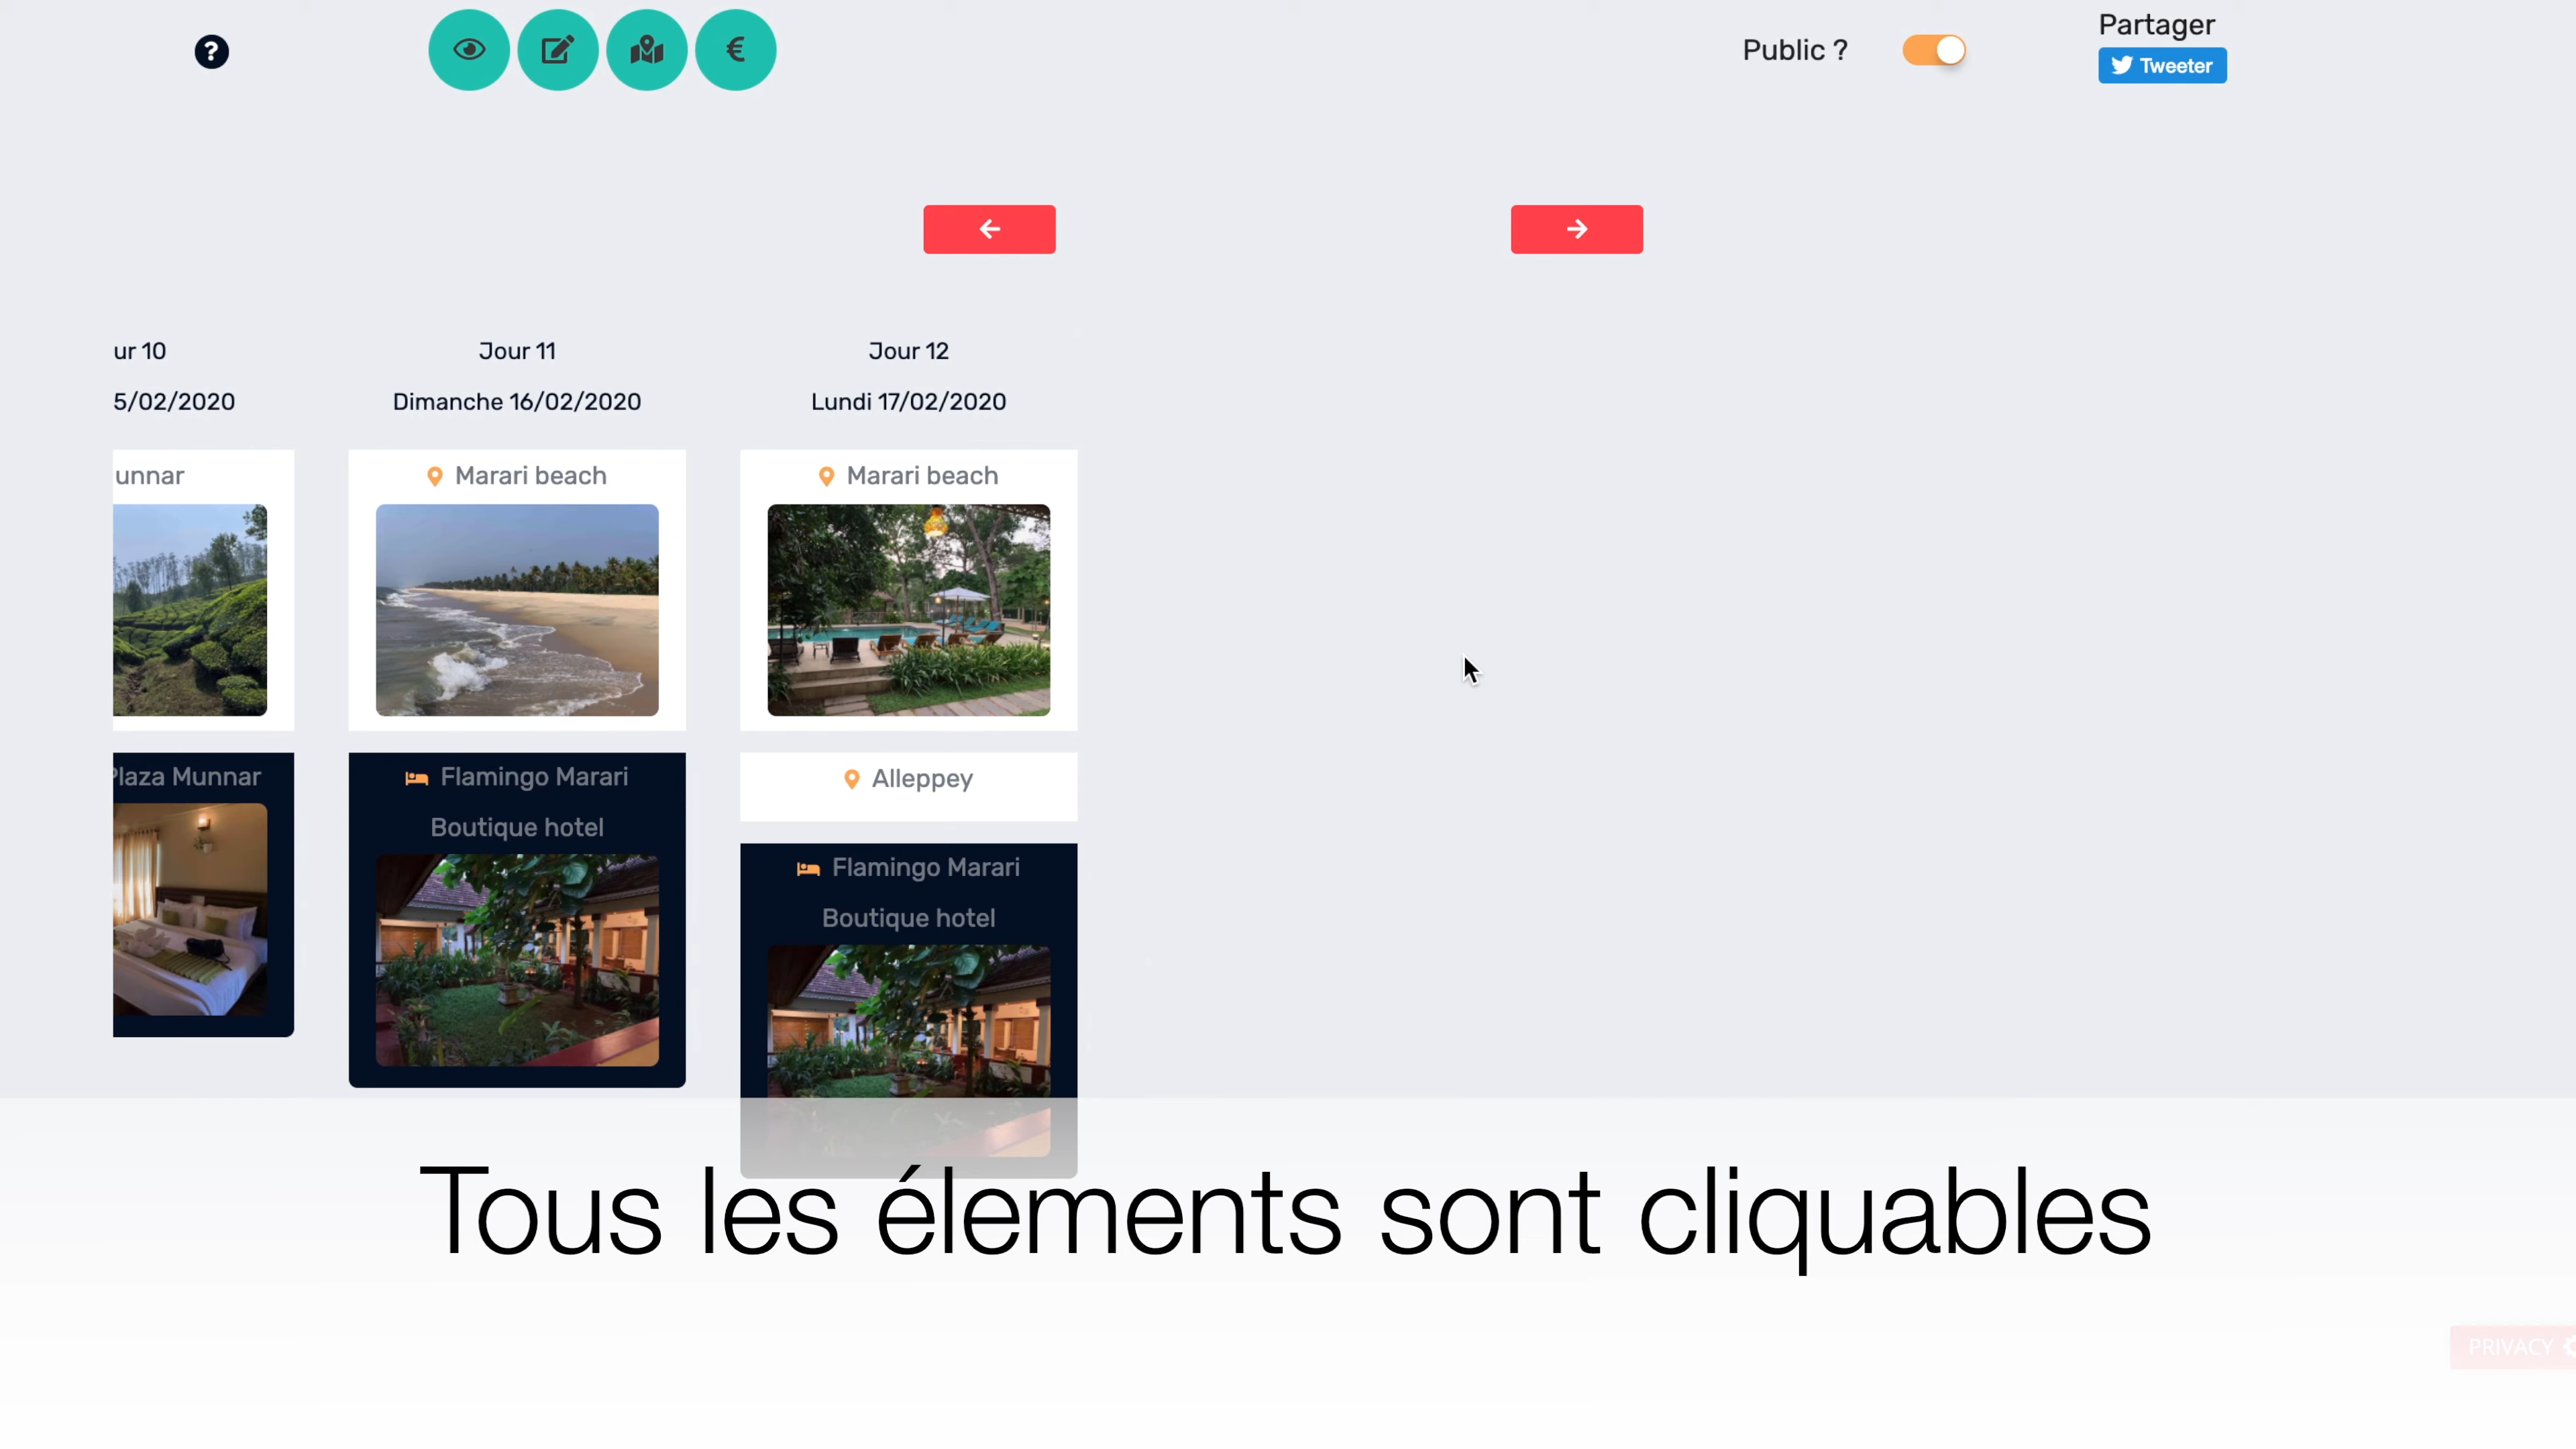 ?
€
Public ?
Partager
Tweeter
ur 10
5/02/2020
unnar
Plaza Munnar
Jour 11
Dimanche 16/02/2020
Marari beach
Flamingo Marari
Boutique hotel
Jour 12
Lundi 17/02/2020
Marari beach
Alleppey
Flamingo Marari
Boutique hotel
Tous les élements sont cliquables
PRIVACY